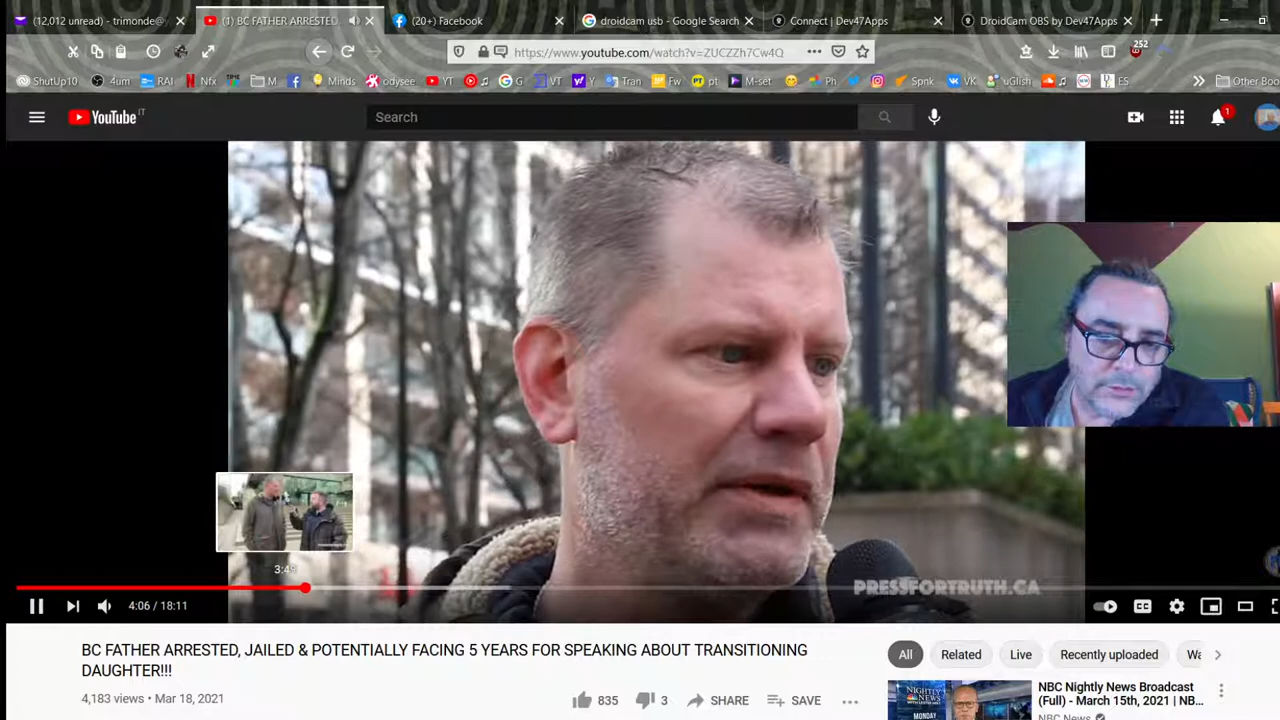 (12,012 unread) - trimonde@ × (1) BC FATHER ARRESTED, × (20+) Facebook × droidcam usb - Google Search × Connect | Dev47Apps × DroidCam OBS by Dev47Apps × +
https://www.youtube.com/watch?v=ZUCZZh7Cw4Q 252
ShutUp10 4um RAI Nfx M Minds odysee YT G VT Y Tran Fw pt M-set Ph Spnk VK uGlish ES Other Boo
YouTube IT Search 1
PRESSFORTRUTH.CA
4:06 / 18:11
BC FATHER ARRESTED, JAILED & POTENTIALLY FACING 5 YEARS FOR SPEAKING ABOUT TRANSITIONING
DAUGHTER!!!
4,183 views • Mar 18, 2021
835 3 SHARE SAVE
All Related Live Recently uploaded Wa
NBC Nightly News Broadcast
(Full) - March 15th, 2021 | NB...
NBC News
NIGHTLY
NEWS
MONDAY